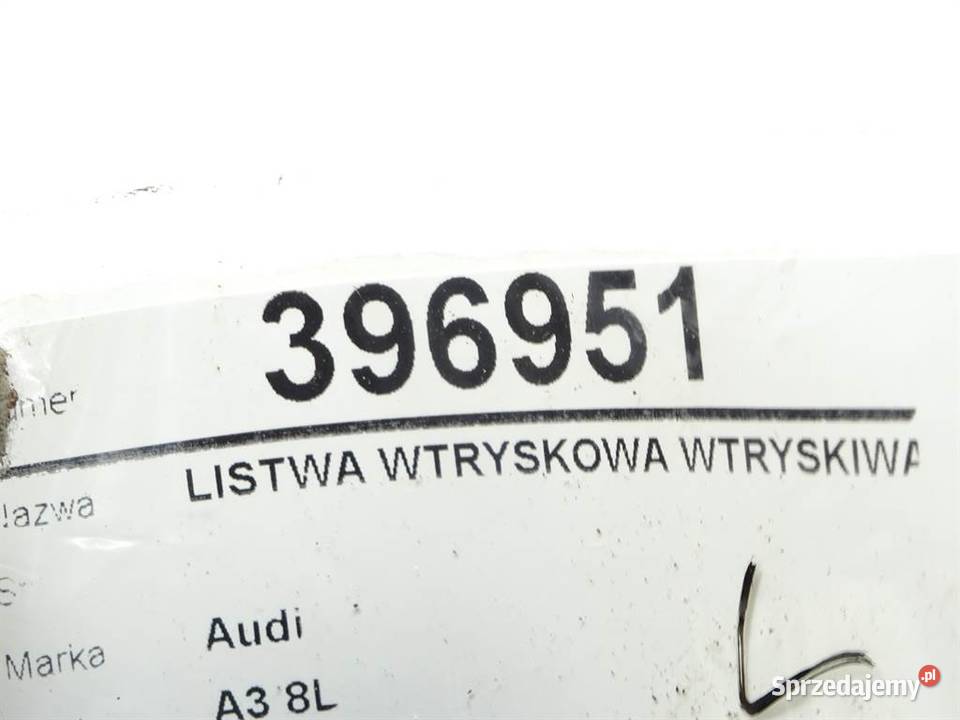 396951
LISTWA WTRYSKOWA WTRYSKIWA
Marka Audi
A3 8L
Sprzedajemy.pl